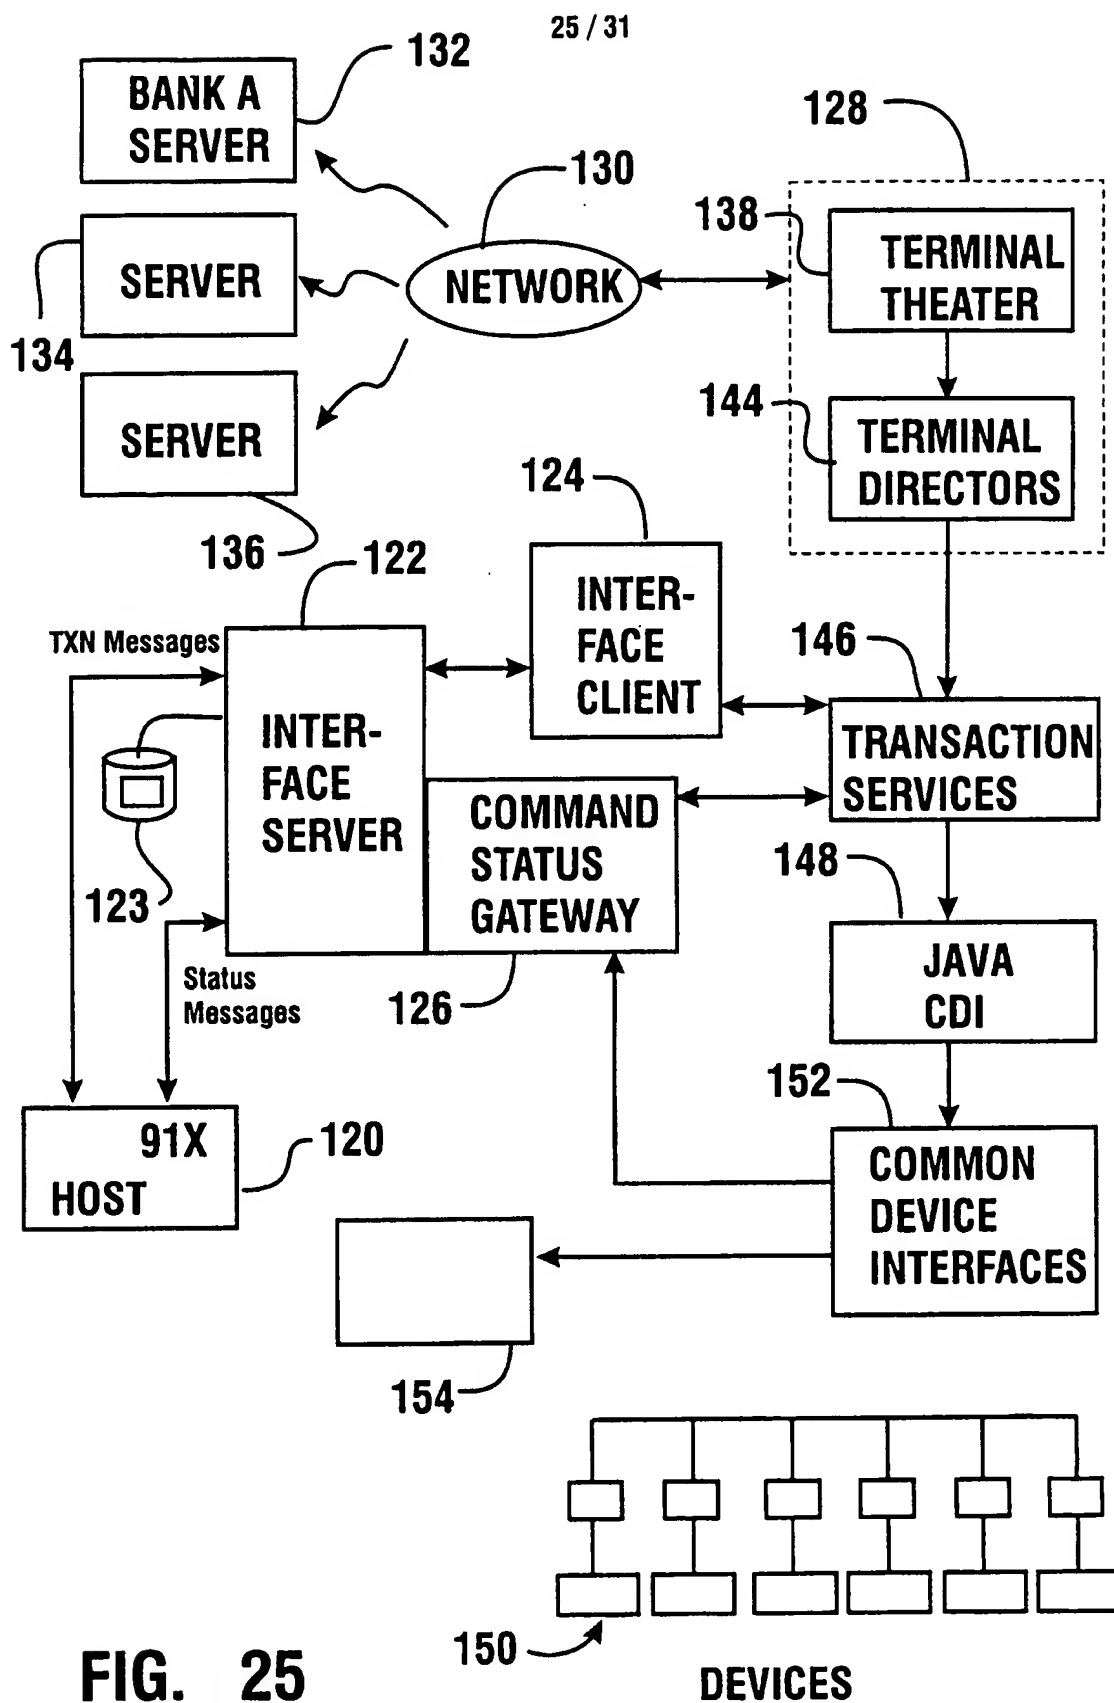 25 / 31
132
BANK A
SERVER
128
130
138
TERMINAL
THEATER
SERVER
NETWORK
134
144
TERMINAL
DIRECTORS
SERVER
124
136
122
INTER-
FACE
CLIENT
TXN Messages
146
INTER-
FACE
SERVER
TRANSACTION
SERVICES
COMMAND
STATUS
GATEWAY
148
123
JAVA
CDI
Status
Messages
126
152
91X
HOST
120
COMMON
DEVICE
INTERFACES
154
150
FIG. 25
DEVICES